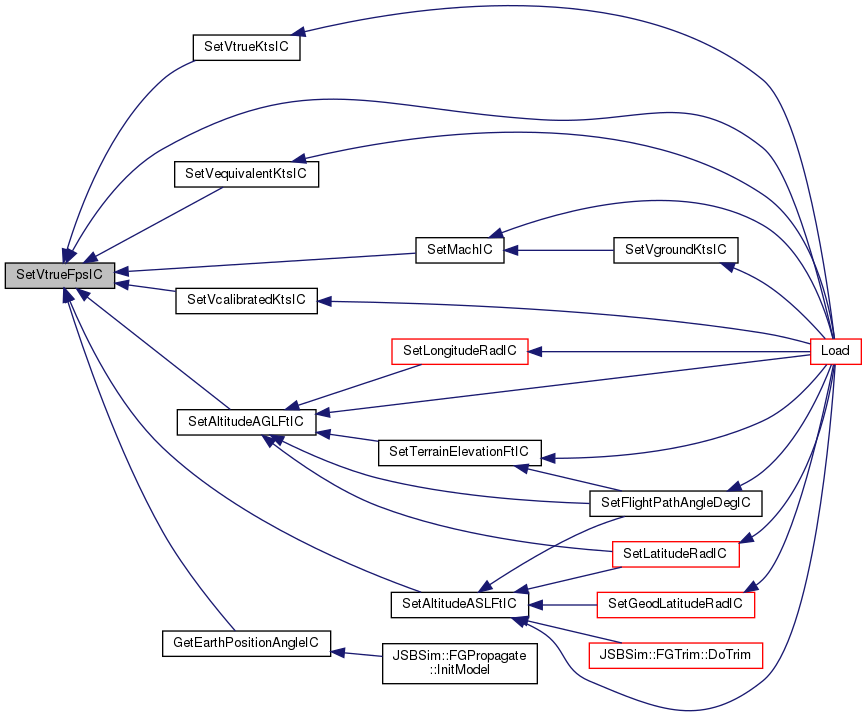 SetVtrueKtsIC
SetVequivalentKtsIC
SetMachIC
SetVgroundKtsIC
SetVtrueFpsIC
SetVcalibratedKtsIC
SetLongitudeRadIC
Load
SetAltitudeAGLFtIC
SetTerrainElevationFtIC
SetFlightPathAngleDegIC
SetLatitudeRadIC
SetAltitudeASLFtIC
SetGeodLatitudeRadIC
GetEarthPositionAngleIC
JSBSim::FGPropagate
::InitModel
JSBSim::FGTrim::DoTrim